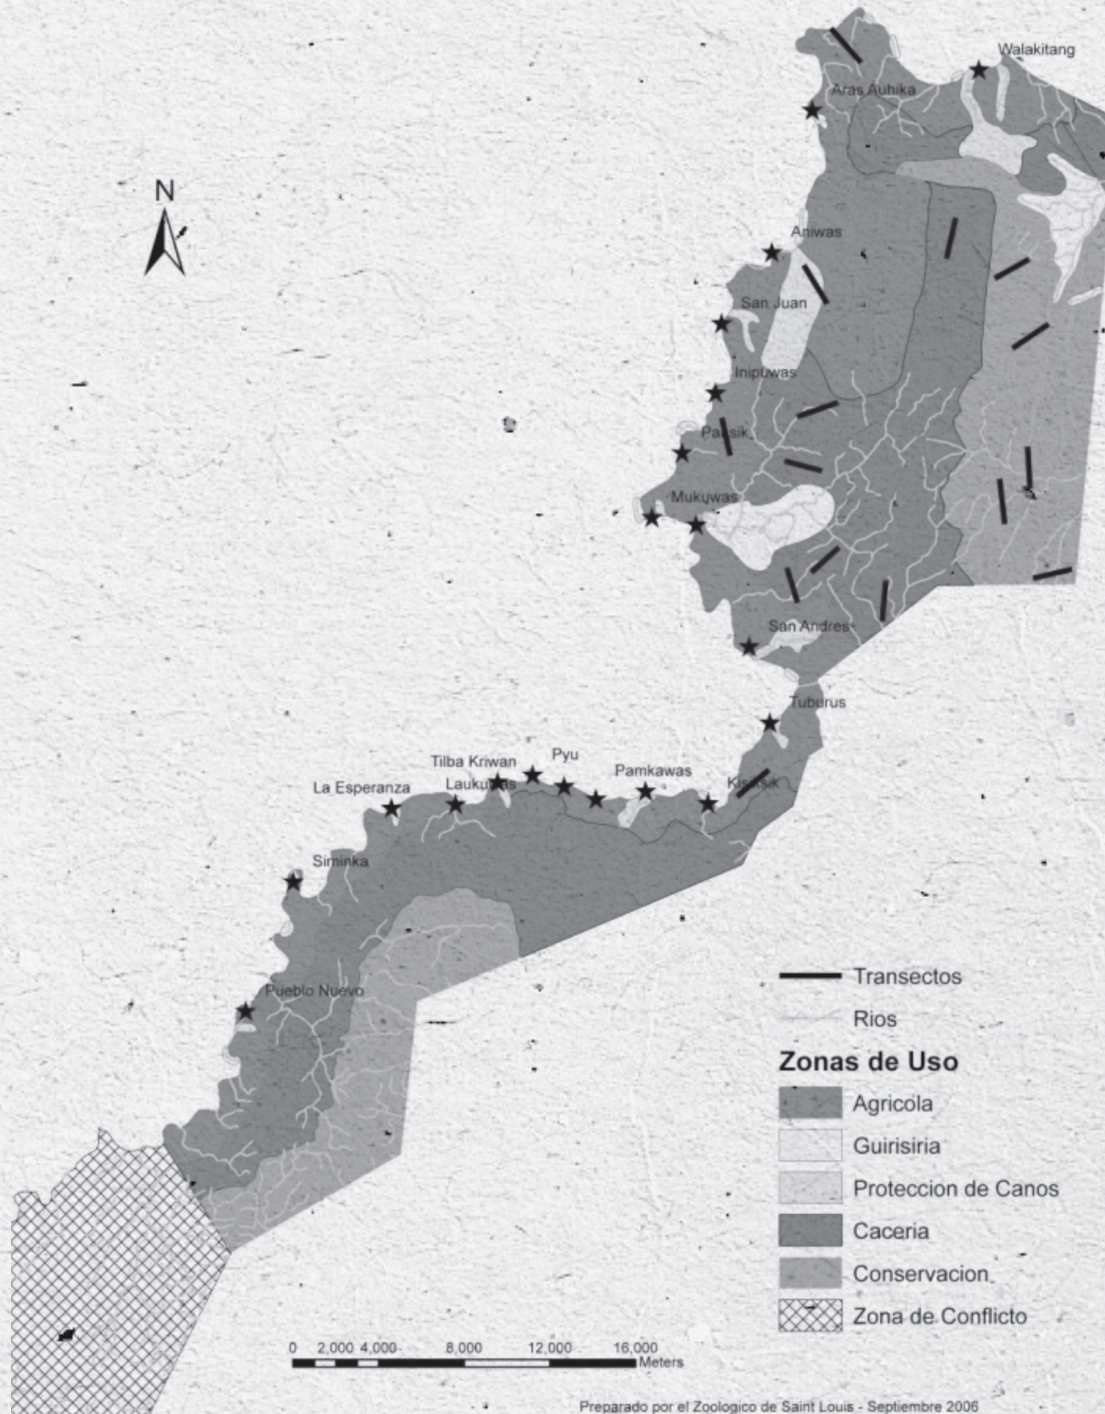 Walakitang
Aras Auhika
N
Aniwas
San Juan
Inipuwas
Mukuwas
San Andres
Tuburus
Pyu
Tilba Kriwan
Pamkawas
La Esperanza
Siminka
Pueblo Nuevo
Transectos
Rios
Zonas de Uso
Agricola
Guirisiria
Proteccion de Canos
Caceria
Conservacion
Zona de Conflicto
0 2,000 4,000 8,000 12,000 16,000
Meters
Preparado por el Zoologico de Saint Louis - Septiembre 2006